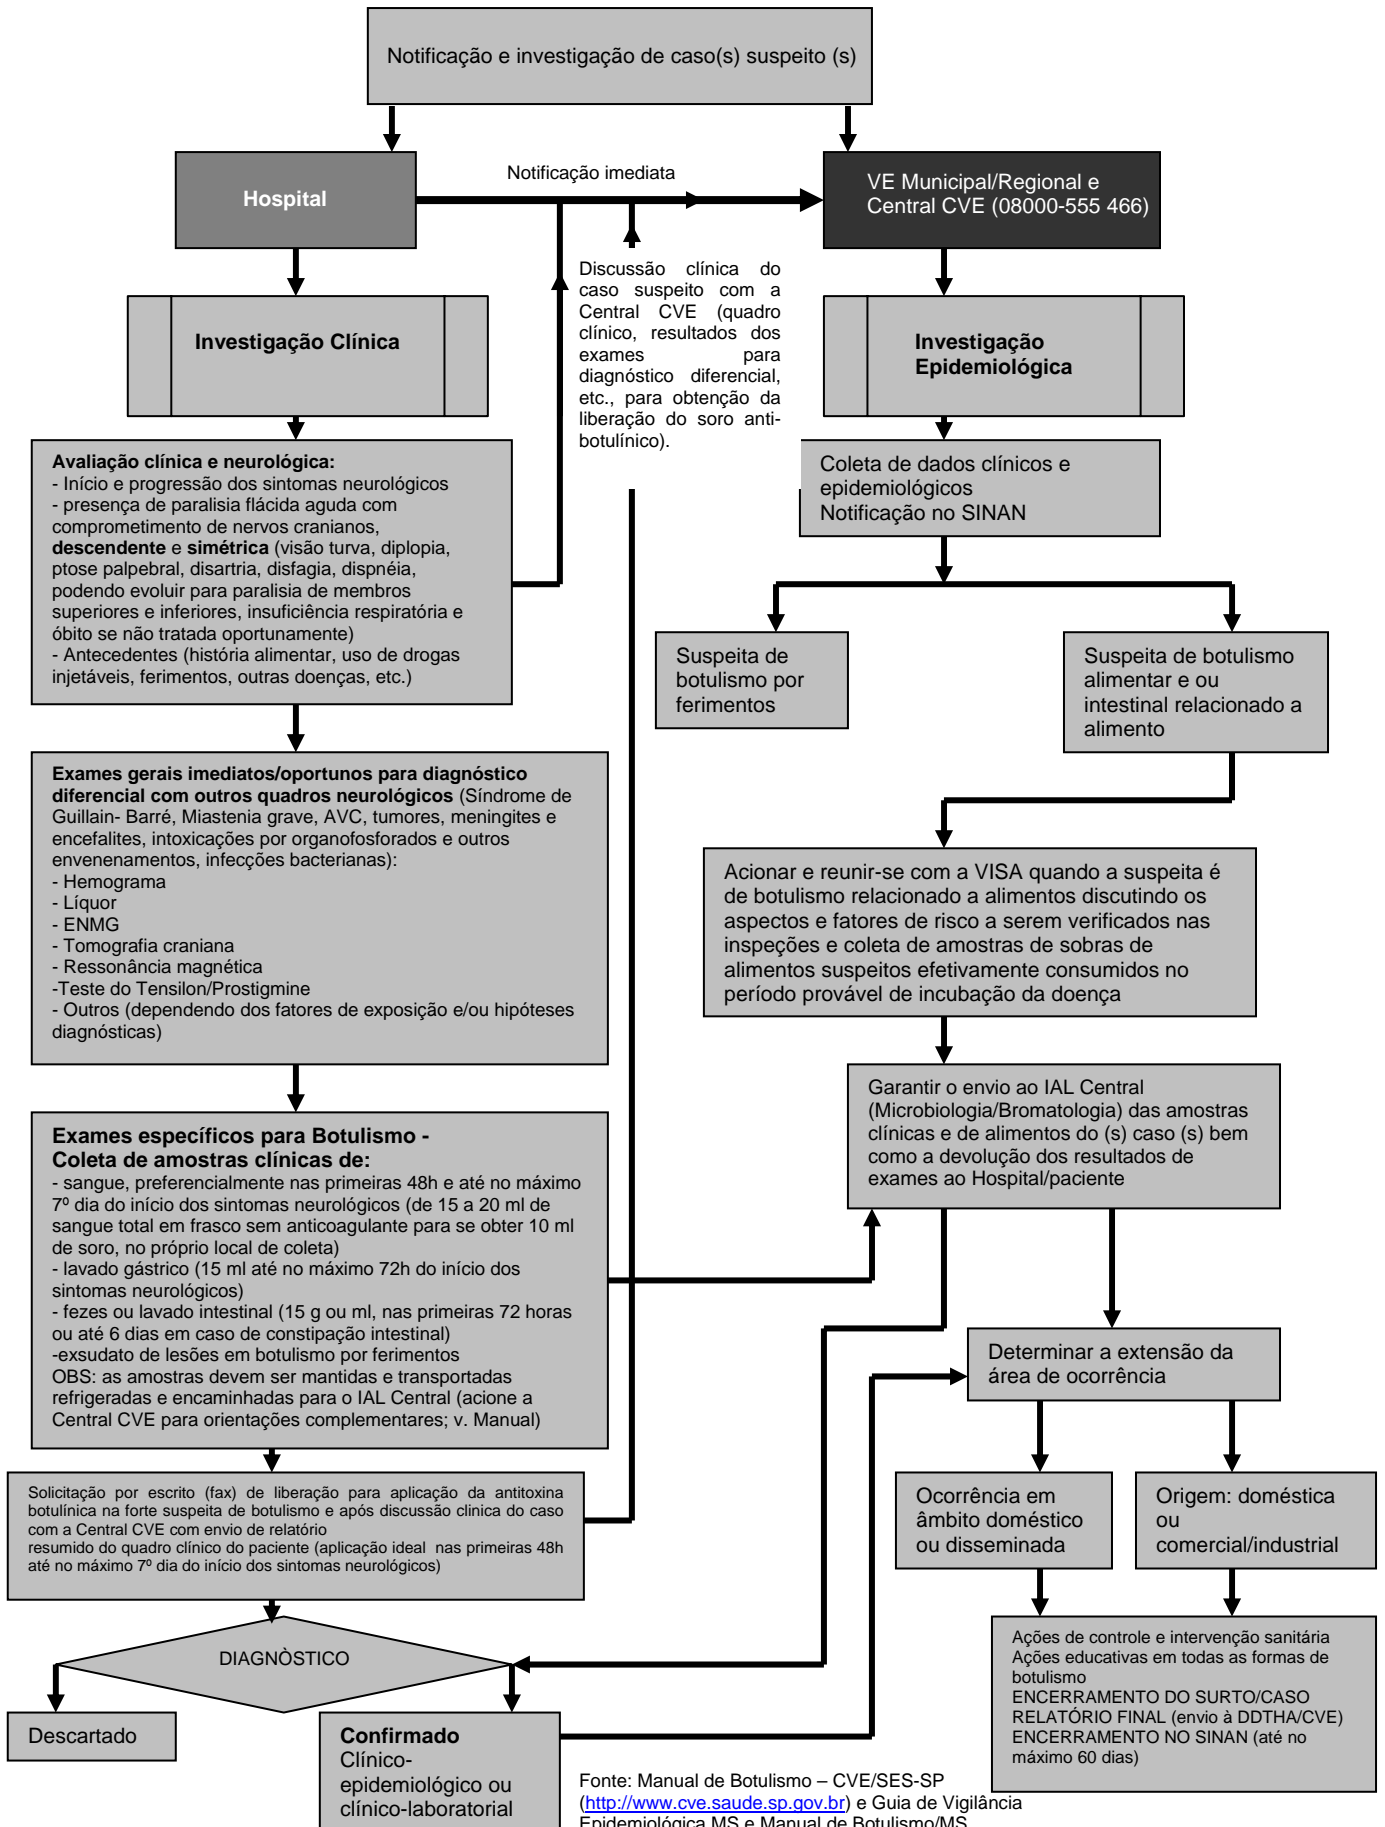 Notificação e investigação de caso(s) suspeito (s)
Notificação imediata
Hospital
VE Municipal/Regional e
Central CVE (08000-555 466)
Discussão clínica do
caso suspeito com a
Central CVE (quadro
clínico, resultados dos
exames para
diagnóstico diferencial,
etc., para obtenção da
liberação do soro anti-
botulínico).
Investigação Clínica
Investigação
Epidemiológica
Avaliação clínica e neurológica:
- Início e progressão dos sintomas neurológicos
- presença de paralisia flácida aguda com
comprometimento de nervos cranianos,
descendente e simétrica (visão turva, diplopia,
ptose palpebral, disartria, disfagia, dispnéia,
podendo evoluir para paralisia de membros
superiores e inferiores, insuficiência respiratória e
óbito se não tratada oportunamente)
- Antecedentes (história alimentar, uso de drogas
injetáveis, ferimentos, outras doenças, etc.)
Coleta de dados clínicos e
epidemiológicos
Notificação no SINAN
Suspeita de
botulismo por
ferimentos
Suspeita de botulismo
alimentar e ou
intestinal relacionado a
alimento
Exames gerais imediatos/oportunos para diagnóstico
diferencial com outros quadros neurológicos (Síndrome de
Guillain- Barré, Miastenia grave, AVC, tumores, meningites e
encefalites, intoxicações por organofosforados e outros
envenenamentos, infecções bacterianas):
- Hemograma
- Líquor
- ENMG
- Tomografia craniana
- Ressonância magnética
-Teste do Tensilon/Prostigmine
- Outros (dependendo dos fatores de exposição e/ou hipóteses
diagnósticas)
Acionar e reunir-se com a VISA quando a suspeita é
de botulismo relacionado a alimentos discutindo os
aspectos e fatores de risco a serem verificados nas
inspeções e coleta de amostras de sobras de
alimentos suspeitos efetivamente consumidos no
período provável de incubação da doença
Garantir o envio ao IAL Central
(Microbiologia/Bromatologia) das amostras
clínicas e de alimentos do (s) caso (s) bem
como a devolução dos resultados de
exames ao Hospital/paciente
Exames específicos para Botulismo -
Coleta de amostras clínicas de:
- sangue, preferencialmente nas primeiras 48h e até no máximo
7º dia do início dos sintomas neurológicos (de 15 a 20 ml de
sangue total em frasco sem anticoagulante para se obter 10 ml
de soro, no próprio local de coleta)
- lavado gástrico (15 ml até no máximo 72h do início dos
sintomas neurológicos)
- fezes ou lavado intestinal (15 g ou ml, nas primeiras 72 horas
ou até 6 dias em caso de constipação intestinal)
-exsudato de lesões em botulismo por ferimentos
OBS: as amostras devem ser mantidas e transportadas
refrigeradas e encaminhadas para o IAL Central (acione a
Central CVE para orientações complementares; v. Manual)
Determinar a extensão da
área de ocorrência
Solicitação por escrito (fax) de liberação para aplicação da antitoxina
botulínica na forte suspeita de botulismo e após discussão clinica do caso
com a Central CVE com envio de relatório
resumido do quadro clínico do paciente (aplicação ideal nas primeiras 48h
até no máximo 7º dia do início dos sintomas neurológicos)
Ocorrência em
âmbito doméstico
ou disseminada
Origem: doméstica
ou
comercial/industrial
DIAGNÒSTICO
Ações de controle e intervenção sanitária
Ações educativas em todas as formas de
botulismo
ENCERRAMENTO DO SURTO/CASO
RELATÓRIO FINAL (envio à DDTHA/CVE)
ENCERRAMENTO NO SINAN (até no
máximo 60 dias)
Descartado
Confirmado
Clínico-
epidemiológico ou
clínico-laboratorial
Fonte: Manual de Botulismo – CVE/SES-SP
(http://www.cve.saude.sp.gov.br) e Guia de Vigilância
Epidemiológica MS e Manual de Botulismo/MS